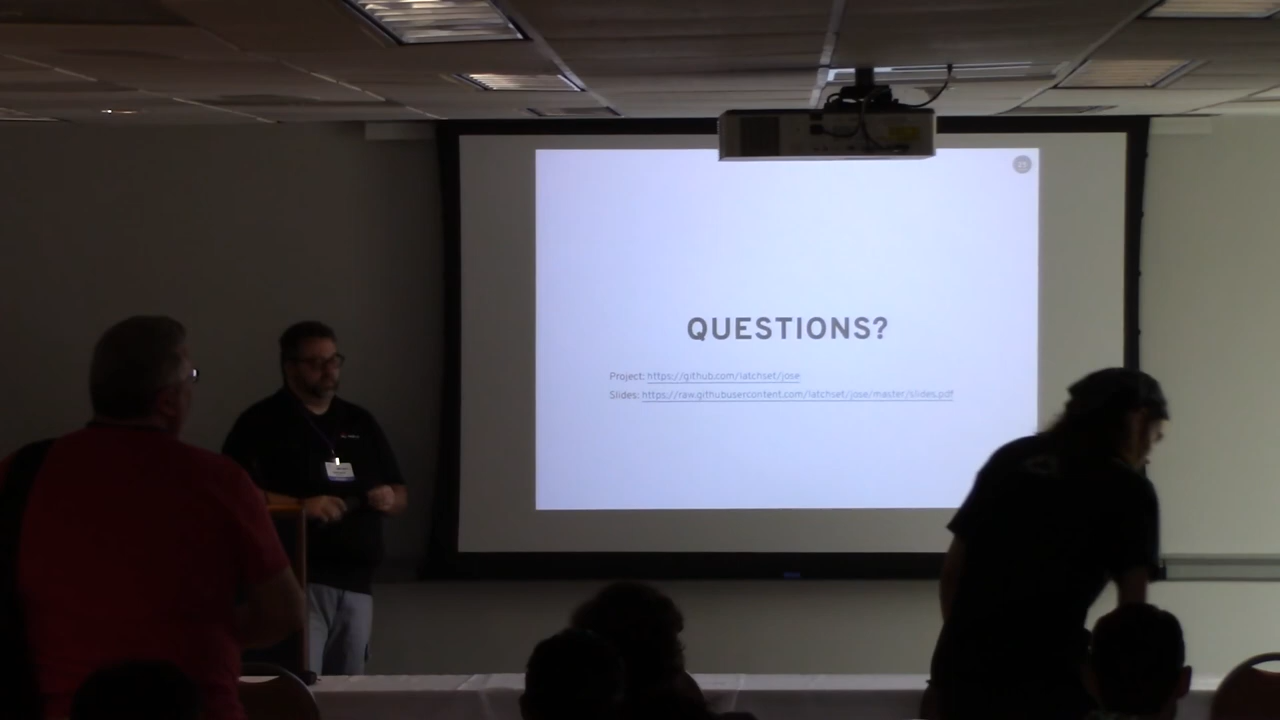 QUESTIONS?
Project: https://github.com/latchset/jose
Slides: https://raw.githubusercontent.com/latchset/jose/master/slides.pdf